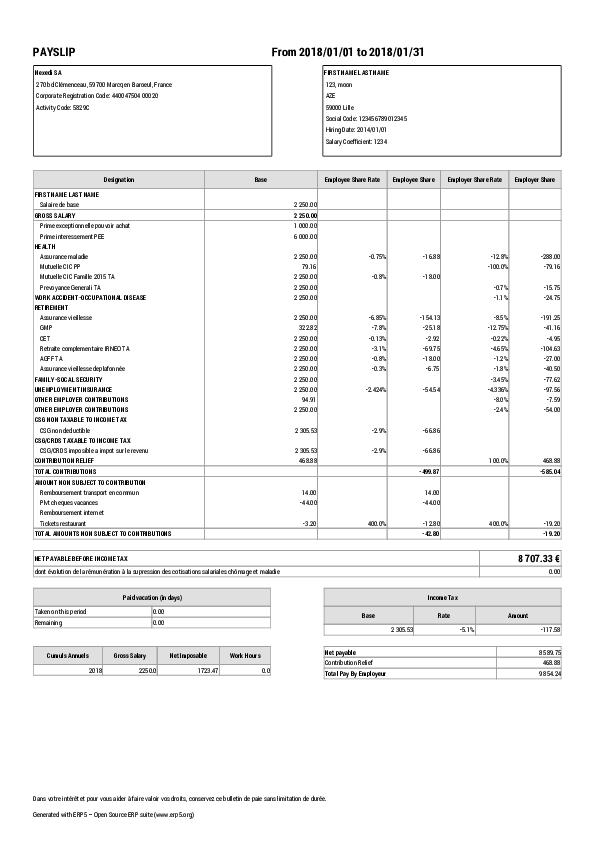 PAYSLIP From 2018/01/01 to 2018/01/31
Nexedi SA
270 bd Clémenceau, 59700 Marcq en Baroeul, France
Corporate Registration Code: 440047504 00020
Activity Code: 5829C
FIRST NAME LAST NAME
123, moon
AZE
59000 Lille
Social Code: 123456789012345
Hiring Date: 2014/01/01
Salary Coefficient: 1234
Designation Base Employee Share Rate Employee Share Employer Share Rate Employer Share
FIRST NAME LAST NAME
Salaire de base 2 250.00
GROSS SALARY 2 250.00
Prime exceptionelle pouvoir achat 1 000.00
Prime interessement PEE 6 000.00
HEALTH
Assurance maladie 2 250.00 -0.75% -16.88 -12.8% -288.00
Mutuelle CIC PP 79.16 -100.0% -79.16
Mutuelle CIC Famille 2015 TA 2 250.00 -0.8% -18.00
Prevoyance Generali TA 2 250.00 -0.7% -15.75
WORK ACCIDENT-OCCUPATIONAL DISEASE 2 250.00 -1.1% -24.75
RETIREMENT
Assurance vieillesse 2 250.00 -6.85% -154.13 -8.5% -191.25
GMP 322.82 -7.8% -25.18 -12.75% -41.16
CET 2 250.00 -0.13% -2.92 -0.22% -4.95
Retraite complementaire IRNEO TA 2 250.00 -3.1% -69.75 -4.65% -104.63
AGFF TA 2 250.00 -0.8% -18.00 -1.2% -27.00
Assurance vieillesse deplafonnée 2 250.00 -0.3% -6.75 -1.8% -40.50
FAMILY-SOCAL SECURITY 2 250.00 -3.45% -77.62
UNEMPLOYMENT INSURANCE 2 250.00 -2.424% -54.54 -4.336% -97.56
OTHER EMPLOYER CONTRIBUTIONS 94.91 -8.0% -7.59
OTHER EMPLOYER CONTRIBUTIONS 2 250.00 -2.4% -54.00
CSG NON TAXABLE TO INCOME TAX
CSG non deductible 2 305.53 -2.9% -66.86
CSG/CRDS TAXABLE TO INCOME TAX
CSG/CRDS imposible a impot sur le revenu 2 305.53 -2.9% -66.86
CONTRIBUTION RELIEF 468.88 100.0% 468.88
TOTAL CONTRIBUTIONS -499.87 -585.04
AMOUNT NON SUBJECT TO CONTRIBUTION
Remboursement transport en commun 14.00 14.00
Plvt cheques vacances -44.00 -44.00
Remboursement internet
Tickets restaurant -3.20 400.0% -12.80 400.0% -19.20
TOTAL AMOUNTS NON SUBJECT TO CONTRIBUTIONS -42.80 -19.20
NET PAYABLE BEFORE INCOME TAX 8 707.33 €
dont évolution de la rémunération à la supression des cotisations salariales chômage et maladie 0.00
Paid vacation (in days)
Taken on this period 0.00
Remaining 0.00
Income Tax
Base Rate Amount
2 305.53 -5.1% -117.58
Cumuls Annuels Gross Salary Net Imposable Work Hours
2018 2250.0 1723.47 0.0
Net payable 8589.75
Contribution Relief 468.88
Total Pay By Employeur 9854.24
Dans votre intérêt et pour vous aider à faire valoir vos droits, conservez ce bulletin de paie sans limitation de durée.
Generated with ERP5 – Open Source ERP suite (www.erp5.org)